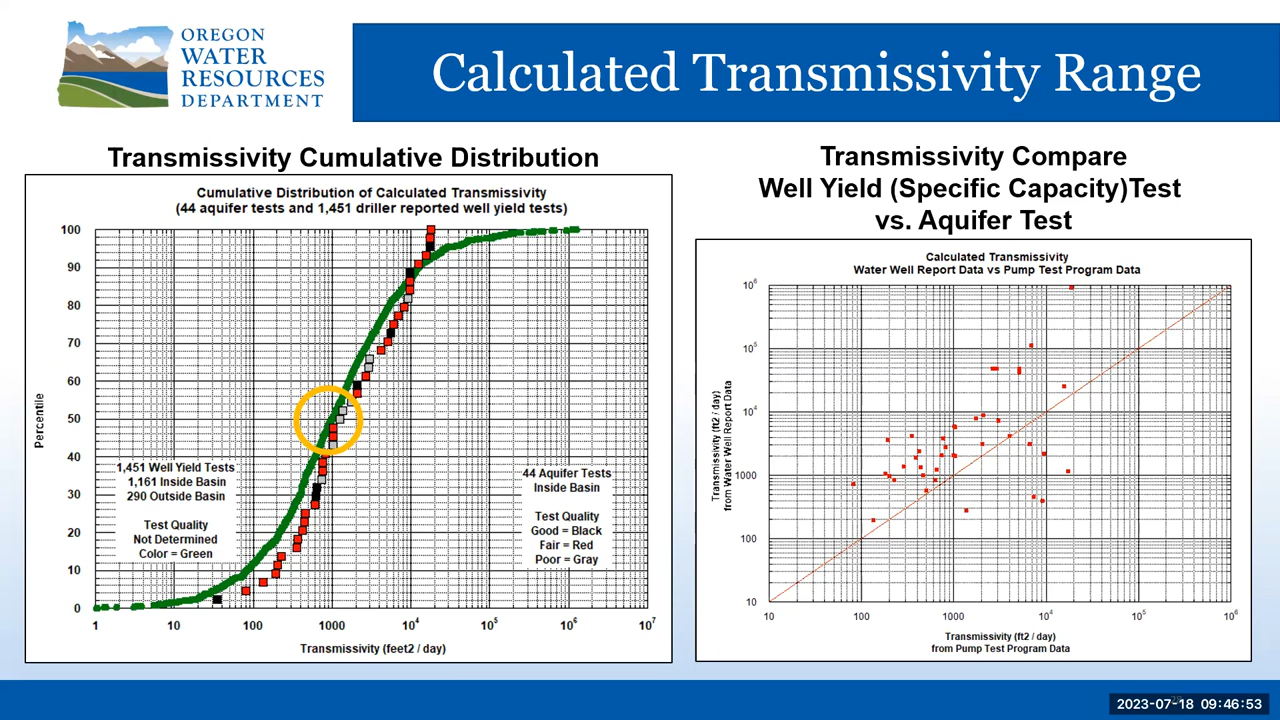 OREGON
WATER
RESOURCES
DEPARTMENT
Calculated Transmissivity Range
Transmissivity Cumulative Distribution
Cumulative Distribution of Calculated Transmissivity
(44 aquifer tests and 1,451 driller reported well yield tests)
100
90
80
70
60
50
40
30
20
10
0
Percentile
1,451 Well Yield Tests
1,161 Inside Basin
290 Outside Basin
Test Quality
Not Determined
Color = Green
44 Aquifer Tests
Inside Basin
Test Quality
Good = Black
Fair = Red
Poor = Gray
1 10 100 1000 10⁴ 10⁵ 10⁶ 10⁷
Transmissivity (feet2 / day)
Transmissivity Compare
Well Yield (Specific Capacity)Test
vs. Aquifer Test
Calculated Transmissivity
Water Well Report Data vs Pump Test Program Data
10⁶
10⁵
10⁴
1000
100
10
Transmissivity (ft2 / day)
from Water Well Report Data
10 100 1000 10⁴ 10⁵ 10⁶
Transmissivity (ft2 / day)
from Pump Test Program Data
2023-07-18 09:46:53